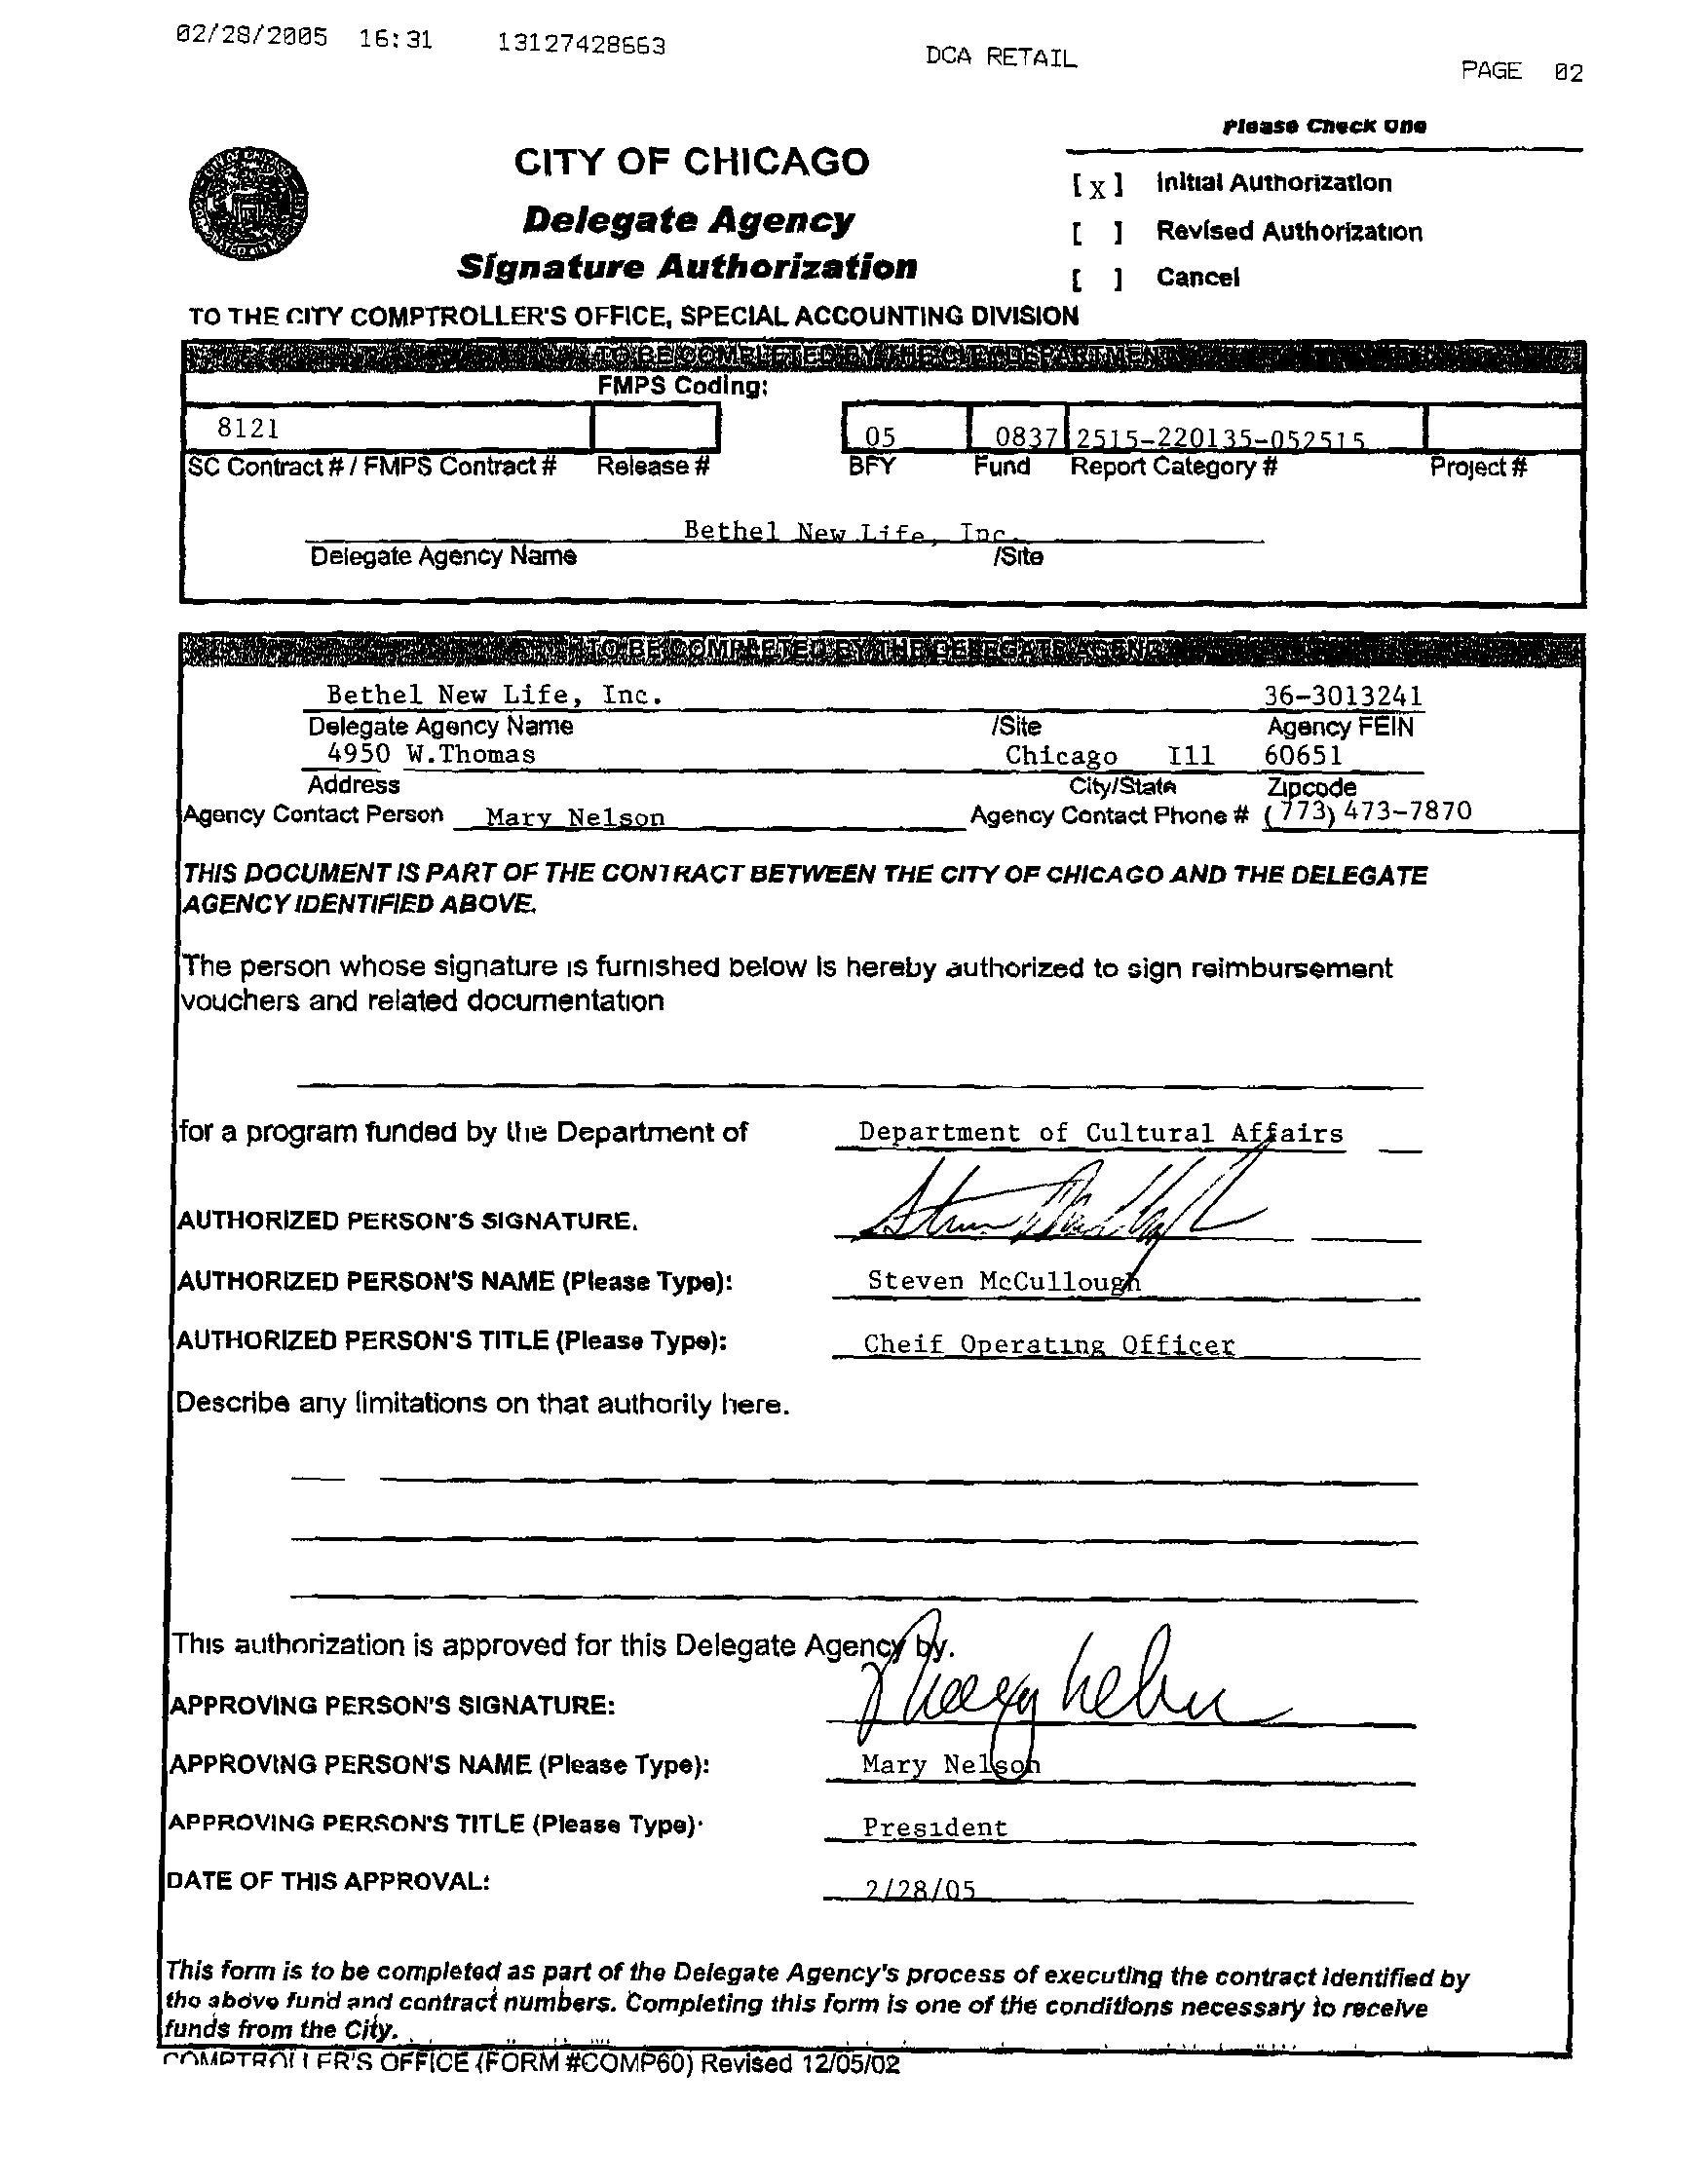 02/28/2005 16:31 13127428663 DCA RETAIL PAGE 02
Please Check One
CITY OF CHICAGO
Delegate Agency
Signature Authorization
[x] Initial Authorization
[ ] Revised Authorization
[ ] Cancel
TO THE CITY COMPTROLLER'S OFFICE, SPECIAL ACCOUNTING DIVISION
TO BE COMPLETED BY THE CITY DEPARTMENT
FMPS Coding:
8121 05 0837 2515-220135-052515
SC Contract # / FMPS Contract # Release # BFY Fund Report Category # Project #
Bethel New Life, Inc.
Delegate Agency Name /Site
TO BE COMPLETED BY THE DELEGATE AGENCY
Bethel New Life, Inc. 36-3013241
Delegate Agency Name /Site Agency FEIN
4950 W.Thomas Chicago Ill 60651
Address City/State Zipcode
Agency Contact Person Mary Nelson Agency Contact Phone # (773) 473-7870
THIS DOCUMENT IS PART OF THE CONTRACT BETWEEN THE CITY OF CHICAGO AND THE DELEGATE
AGENCY IDENTIFIED ABOVE.
The person whose signature is furnished below is hereby authorized to sign reimbursement
vouchers and related documentation
for a program funded by the Department of Department of Cultural Affairs
AUTHORIZED PERSON'S SIGNATURE.
AUTHORIZED PERSON'S NAME (Please Type): Steven McCullough
AUTHORIZED PERSON'S TITLE (Please Type): Cheif Operating Officer
Describe any limitations on that authority here.
This authorization is approved for this Delegate Agency by.
APPROVING PERSON'S SIGNATURE:
APPROVING PERSON'S NAME (Please Type): Mary Nelson
APPROVING PERSON'S TITLE (Please Type). President
DATE OF THIS APPROVAL: 2/28/05
This form is to be completed as part of the Delegate Agency's process of executing the contract identified by
the above fund and contract numbers. Completing this form is one of the conditions necessary to receive
funds from the City.
COMPTROLLER'S OFFICE (FORM #COMP60) Revised 12/05/02